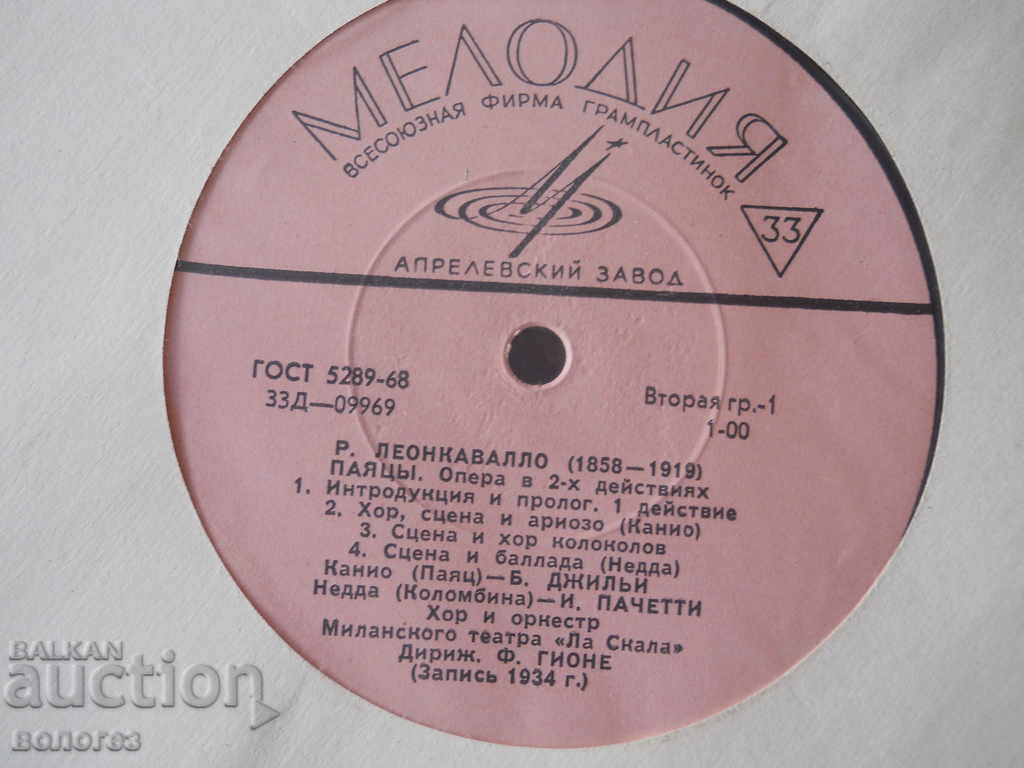 МЕЛОДИЯ
ВСЕСОЮЗНАЯ ФИРМА ГРАМПЛАСТИНОК
33
АПРЕЛЕВСКИЙ ЗАВОД
ГОСТ 5289-68
33Д—09969
Вторая гр.-1
1-00
Р. ЛЕОНКАВАЛЛО (1858—1919)
ПАЯЦЫ. Опера в 2-х действиях
1. Интродукция и пролог. 1 действие
2. Хор, сцена и ариозо (Канио)
3. Сцена и хор колоколов
4. Сцена и баллада (Недда)
Канио (Паяц)—Б. ДЖИЛЬИ
Недда (Коломбина)—И. ПАЧЕТТИ
Хор и оркестр
Миланского театра «Ла Скала»
Дириж. Ф. ГИОНЕ
(Запись 1934 г.)
BALKAN
auction
волог63